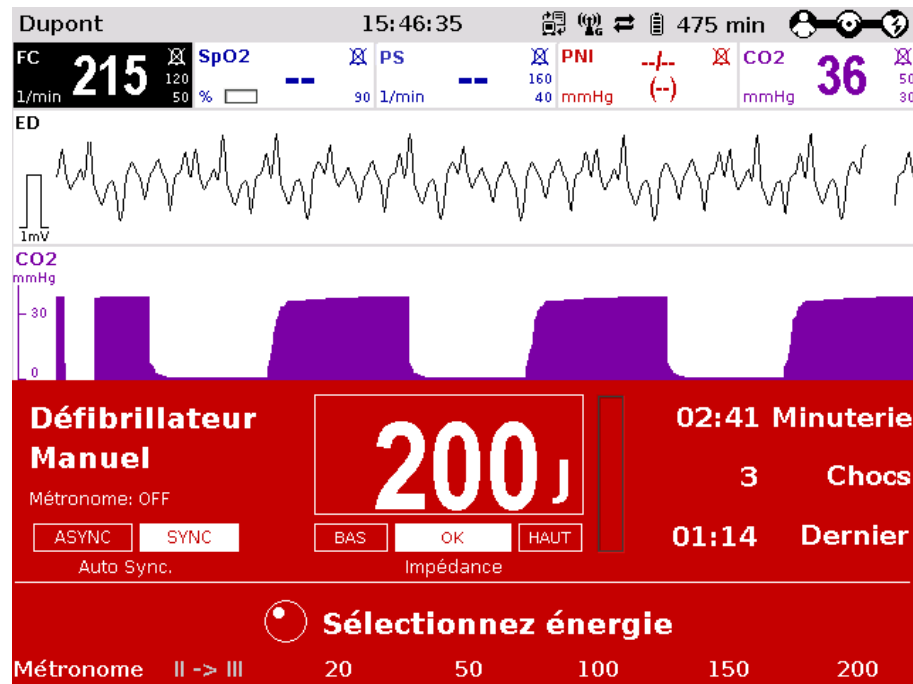 Dupont 15:46:35 475 min
FC 215 120 50 1/min
SpO2 -- 90 %
PS -- 160 40 1/min
PNI --/-- (--) mmHg
CO2 36 50 30 mmHg
ED
1mV
CO2
mmHg
30
0
Défibrillateur
Manuel
Métronome: OFF
ASYNC SYNC
Auto Sync.
200 J
BAS OK HAUT
Impédance
02:41 Minuterie
3 Chocs
01:14 Dernier
Sélectionnez énergie
Métronome II -> III 20 50 100 150 200